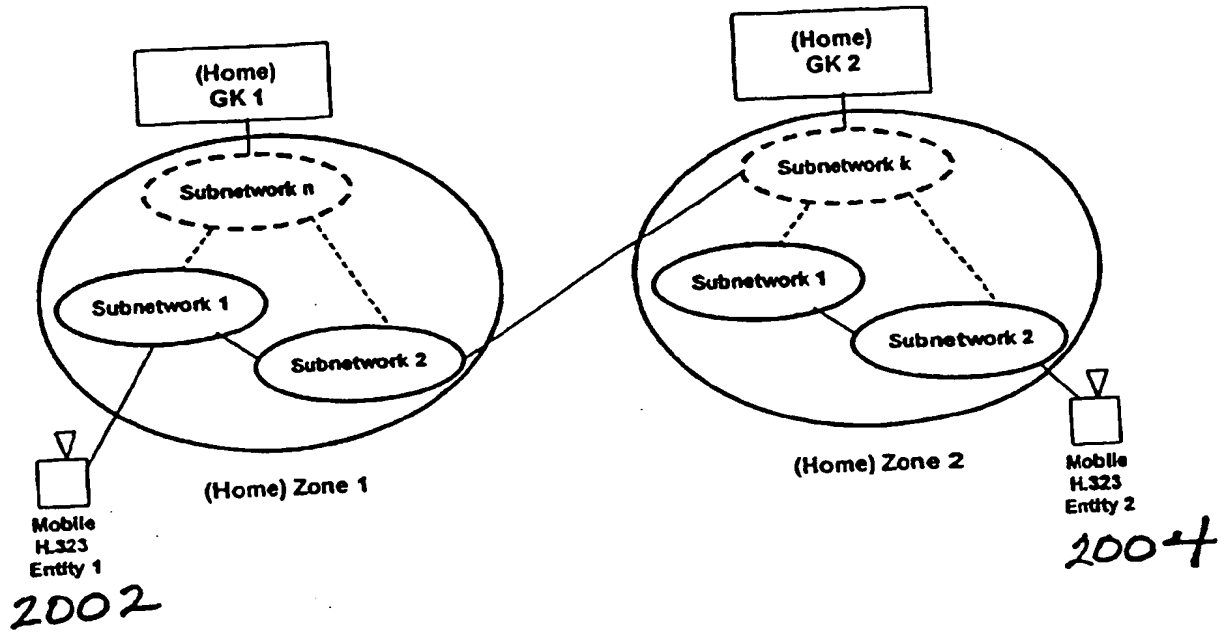 (Home)
GK 1
(Home)
GK 2
Subnetwork n
Subnetwork k
Subnetwork 1
Subnetwork 2
Subnetwork 1
Subnetwork 2
(Home) Zone 1
(Home) Zone 2
Mobile
H.323
Entity 1
2002
Mobile
H.323
Entity 2
2004